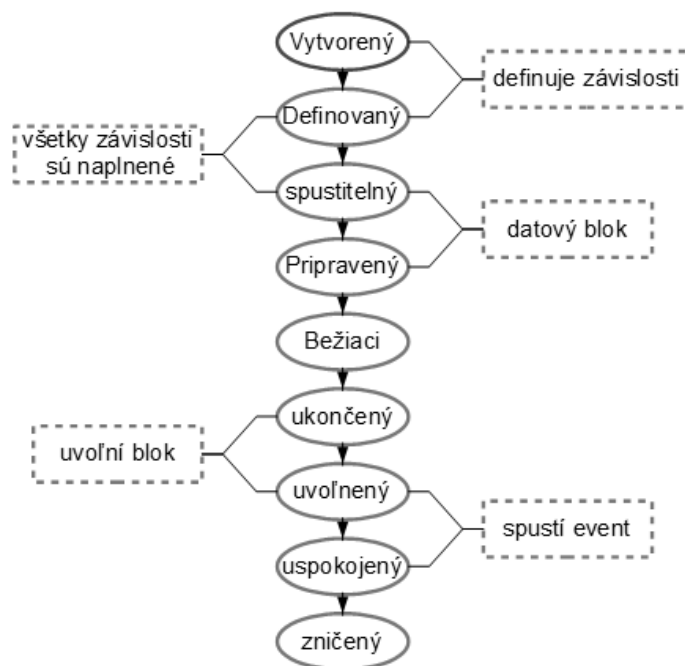 Vytvorený
definuje závislosti
Definovaný
všetky závislosti
sú naplnené
spustitelný
datový blok
Pripravený
Bežiaci
ukončený
uvoľní blok
uvoľnený
spustí event
uspokojený
zničený